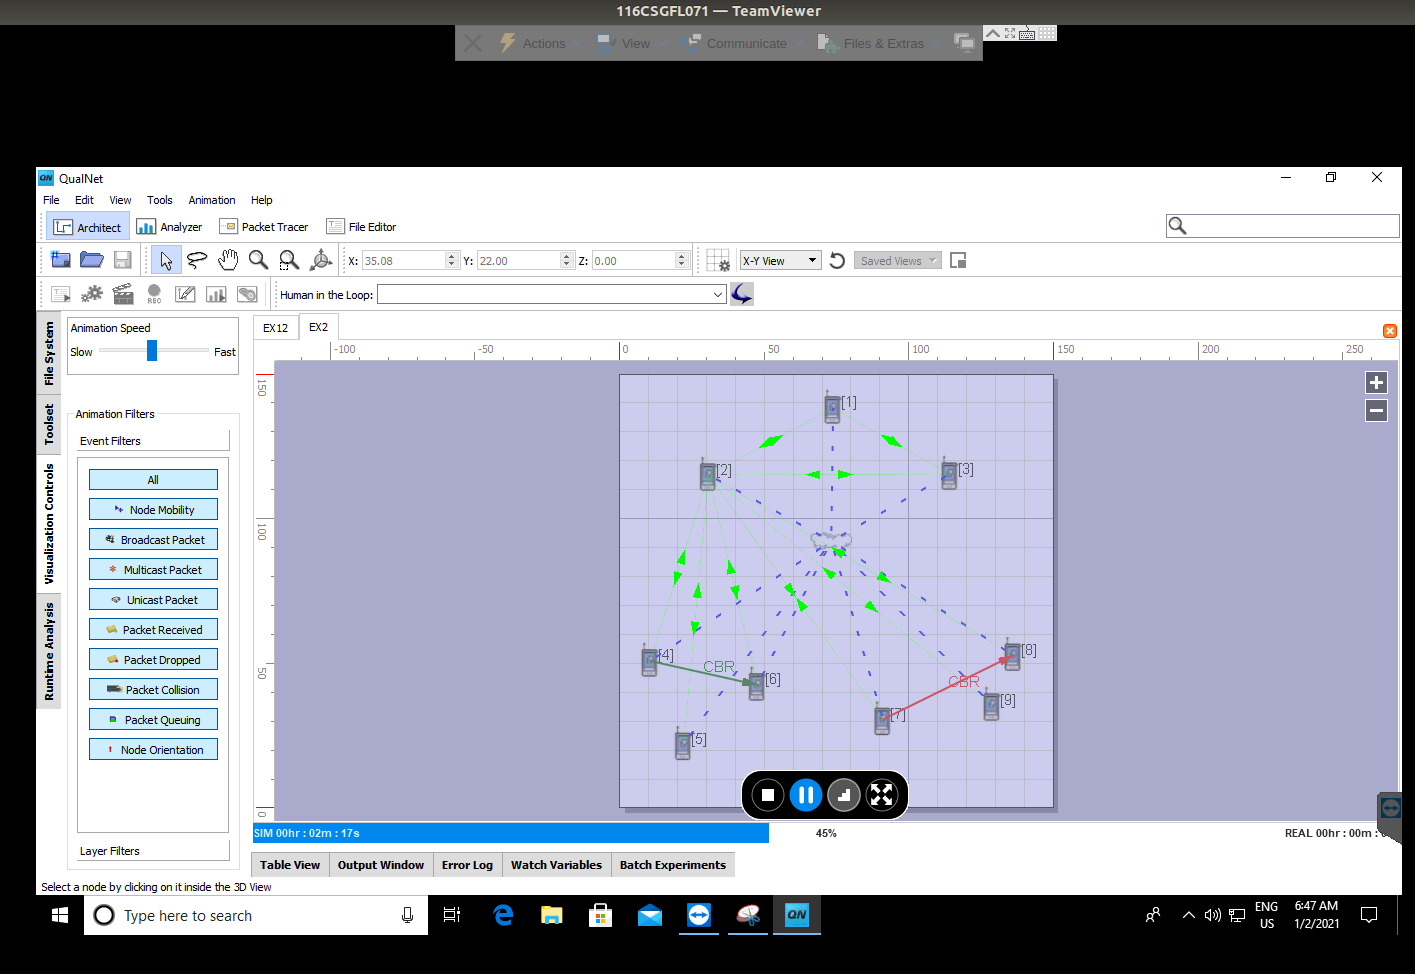 116CSGFL071 — TeamViewer
Actions View Communicate Files & Extras
QN QualNet
File Edit View Tools Animation Help
Architect Analyzer Packet Tracer File Editor
X: 35.08 Y: 22.00 Z: 0.00 X-Y View Saved Views
REC Human in the Loop:
File System
Toolset
Visualization Controls
Runtime Analysis
Animation Speed
Slow Fast
Animation Filters
Event Filters
All
Node Mobility
Broadcast Packet
Multicast Packet
Unicast Packet
Packet Received
Packet Dropped
Packet Collision
Packet Queuing
Node Orientation
Layer Filters
EX12 EX2
-100 -50 0 50 100 150 200 250
150
100
50
0
[1]
[2]
[3]
[4]
CBR
[6]
[5]
[7]
CBR
[8]
[9]
SIM 00hr : 02m : 17s 45% REAL 00hr : 00m :
Table View Output Window Error Log Watch Variables Batch Experiments
Select a node by clicking on it inside the 3D View
Type here to search
QN
ENG
US
6:47 AM
1/2/2021